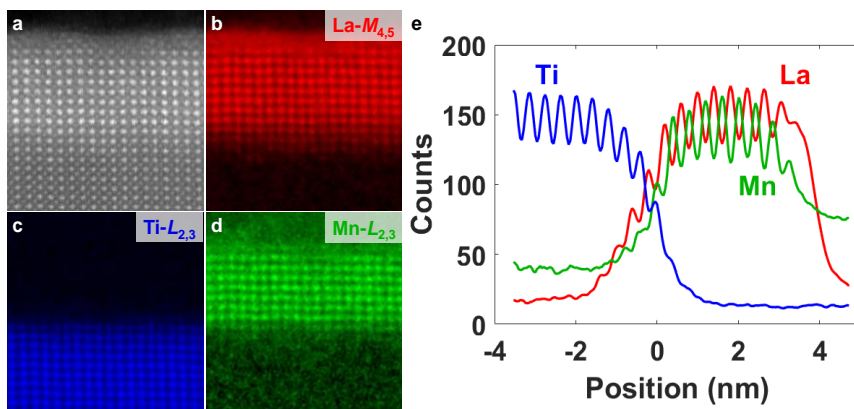 a
La-M4,5
b
c
Ti-L2,3
d
Mn-L2,3
e
200
150
100
50
0
Counts
Ti
La
Mn
-4
-2
0
2
4
Position (nm)